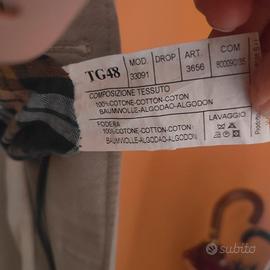 TG48 MOD. DROP ART. COM
33091 3656 800090135
COMPOSIZIONE TESSUTO
100%COTONE-COTTON-COTON
BAUMWOLLE-ALGODAO-ALGODON
FODERA LAVAGGIO
100%COTONE-COTTON-COTON
BAUMWOLLE-ALGODAO-ALGODON
subito